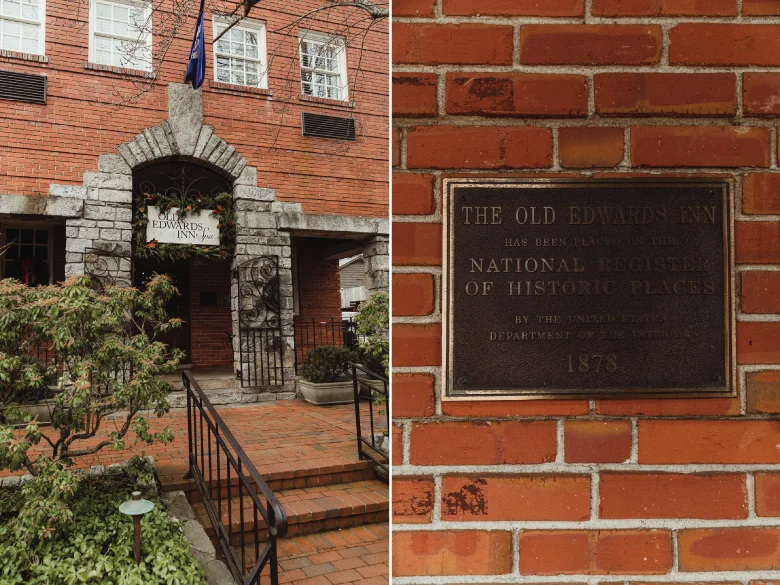 OLD
EDWARDS
INN Spa
THE OLD EDWARDS INN
HAS BEEN PLACED ON THE
NATIONAL REGISTER
OF HISTORIC PLACES
BY THE UNITED STATES
DEPARTMENT OF THE INTERIOR
1878